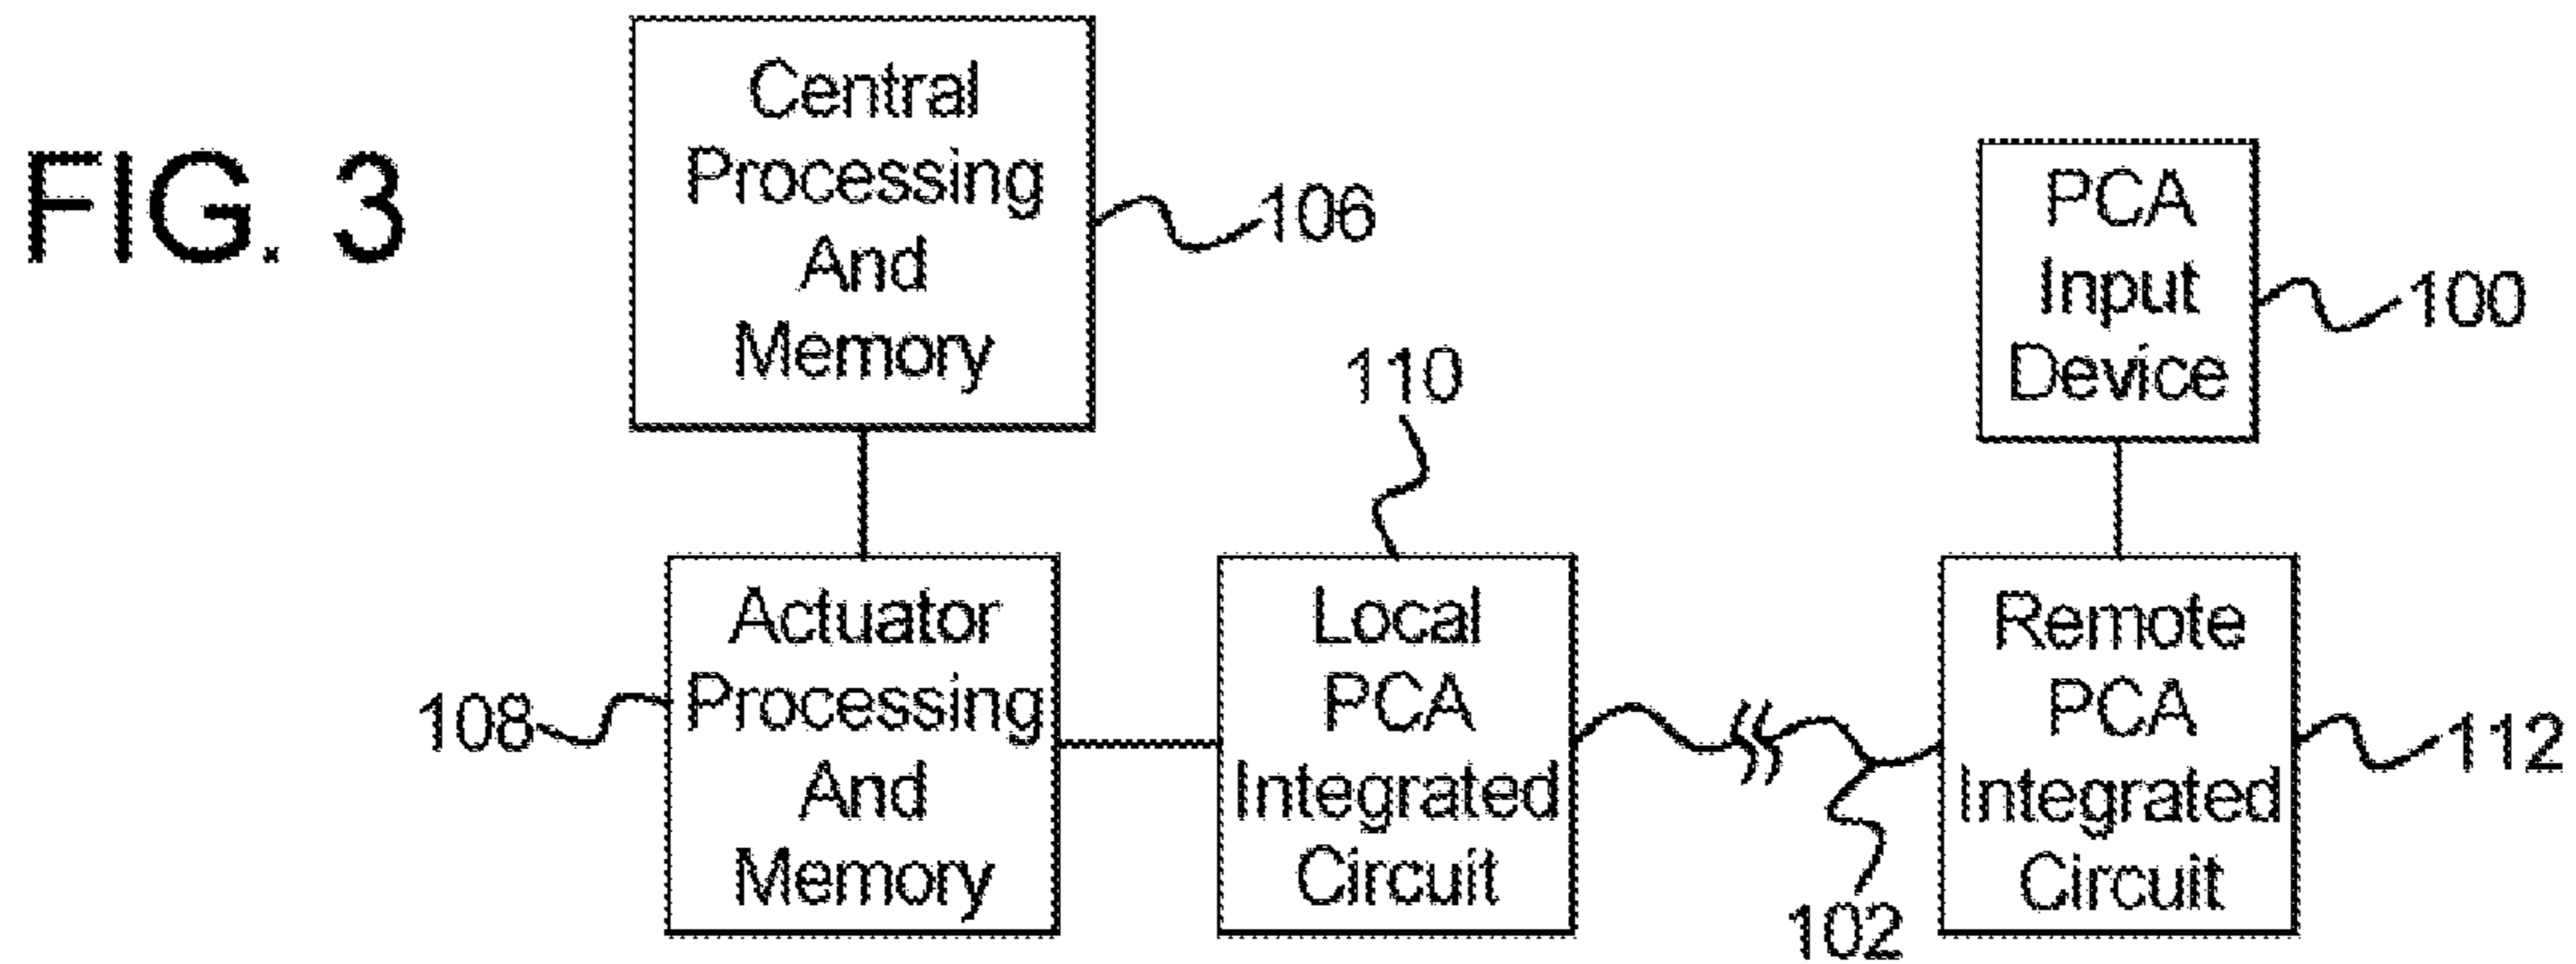 FIG. 3
Central
Processing
And
Memory
106
PCA
Input
Device
100
110
Actuator
Processing
And
Memory
108
Local
PCA
Integrated
Circuit
102
Remote
PCA
Integrated
Circuit
112